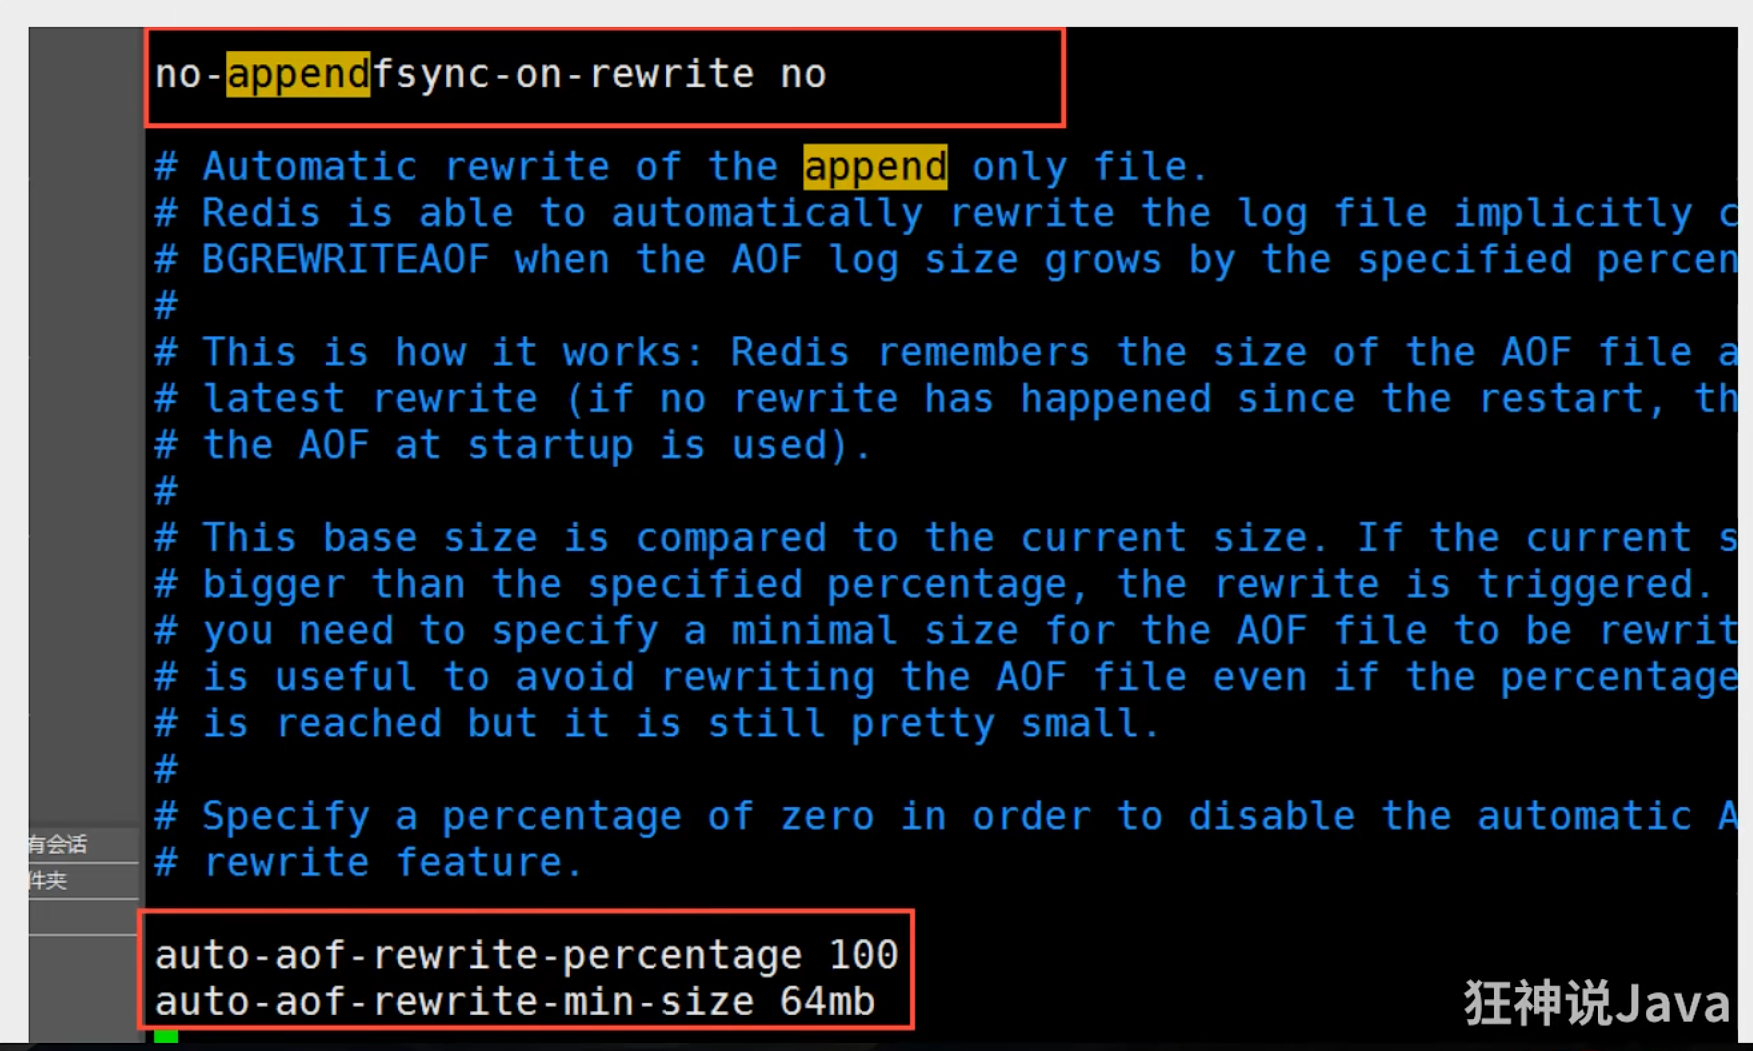 no-appendfsync-on-rewrite no
# Automatic rewrite of the append only file.
# Redis is able to automatically rewrite the log file implicitly c
# BGREWRITEAOF when the AOF log size grows by the specified percen
#
# This is how it works: Redis remembers the size of the AOF file a
# latest rewrite (if no rewrite has happened since the restart, th
# the AOF at startup is used).
#
# This base size is compared to the current size. If the current s
# bigger than the specified percentage, the rewrite is triggered.
# you need to specify a minimal size for the AOF file to be rewrit
# is useful to avoid rewriting the AOF file even if the percentage
# is reached but it is still pretty small.
#
# Specify a percentage of zero in order to disable the automatic A
# rewrite feature.
有会话
件夹
auto-aof-rewrite-percentage 100
auto-aof-rewrite-min-size 64mb
狂神说Java